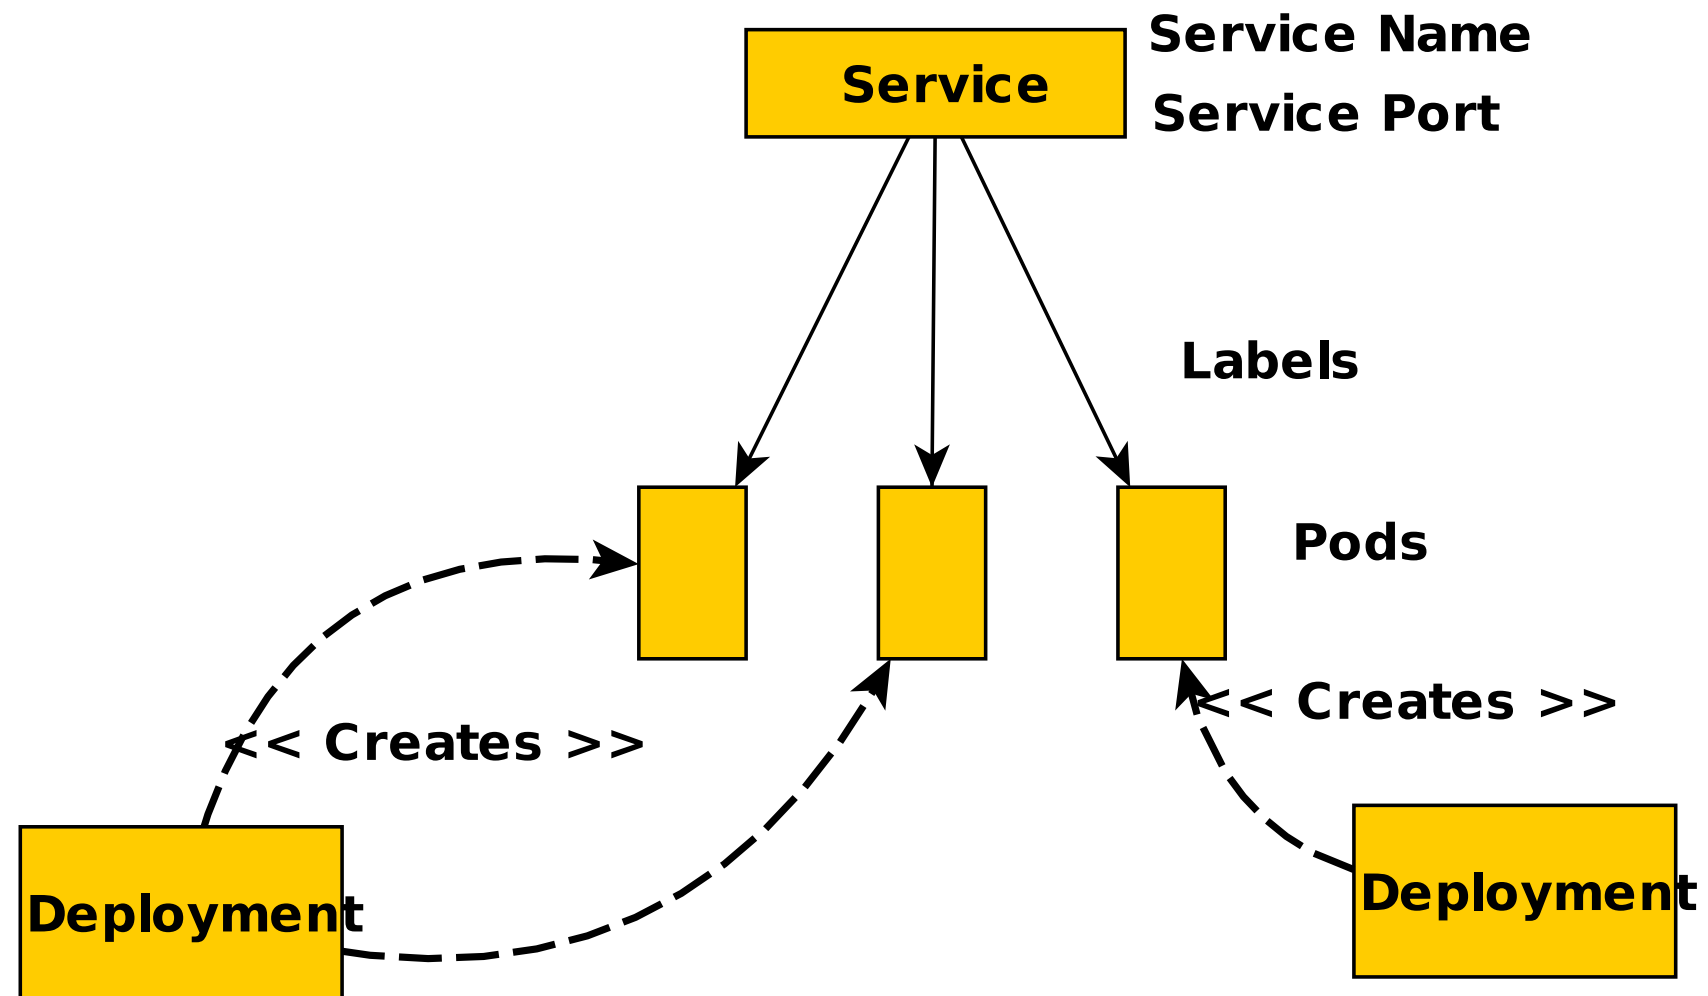 Service Name
Service
Service Port
Labels
Pods
<< Creates >>
<< Creates >>
Deployment
Deployment